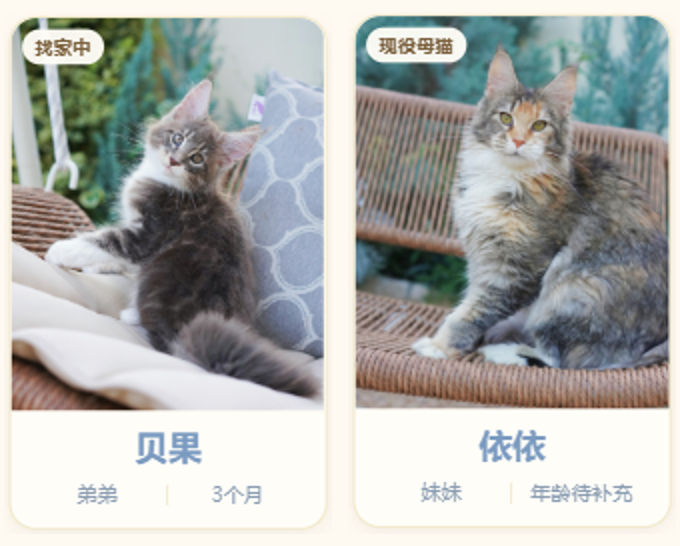 找家中
贝果
弟弟 | 3个月
现役母猫
依依
妹妹 | 年龄待补充